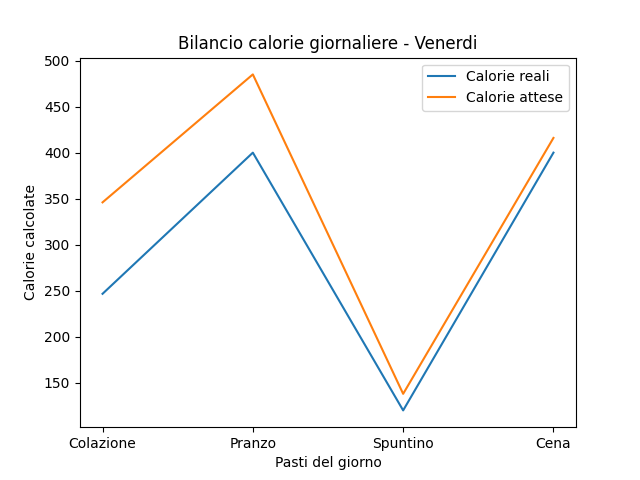 Bilancio calorie giornaliere - Venerdi
Calorie reali
Calorie attese
500
450
400
350
300
250
200
150
Calorie calcolate
Colazione Pranzo Spuntino Cena
Pasti del giorno